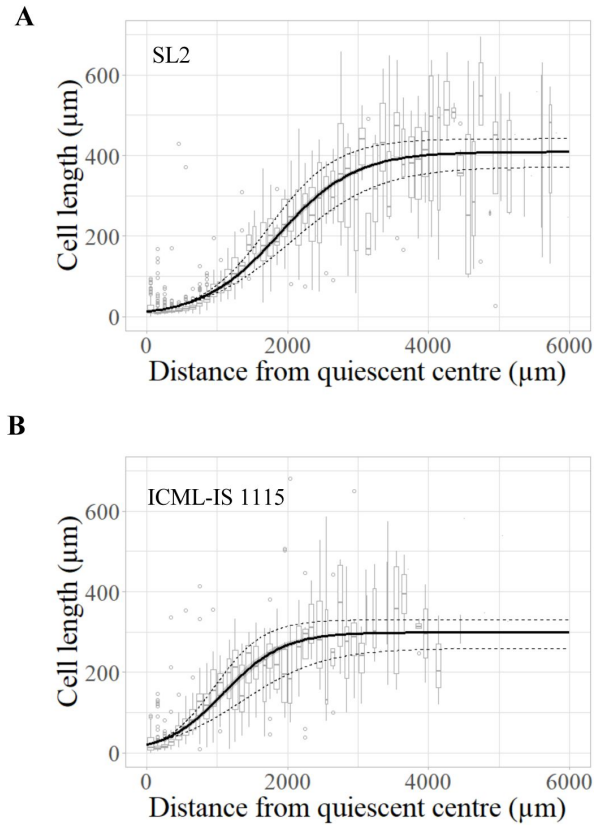 A
SL2
600
400
200
0
Cell length (µm)
0 2000 4000 6000
Distance from quiescent centre (µm)
B
ICML-IS 1115
600
400
200
0
Cell length (µm)
0 2000 4000 6000
Distance from quiescent centre (µm)